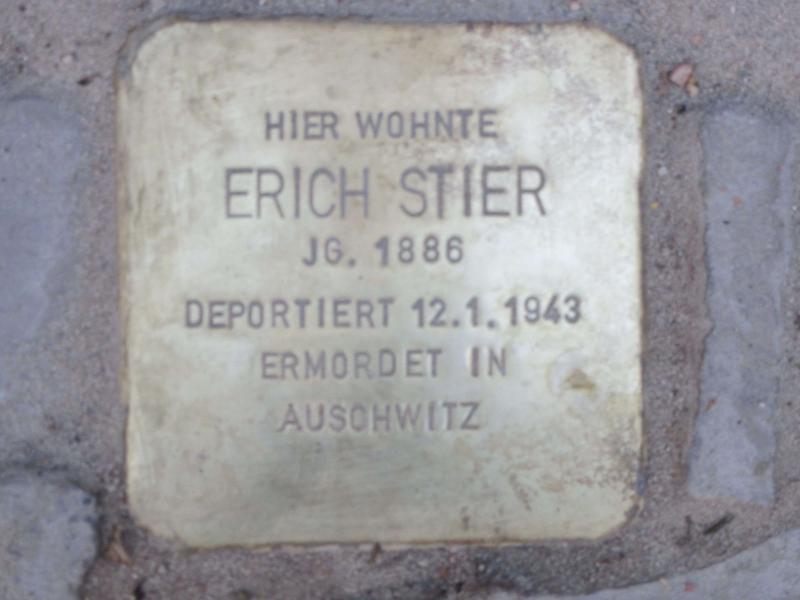 HIER WOHNTE
ERICH STIER
JG. 1886
DEPORTIERT 12.1.1943
ERMORDET IN
AUSCHWITZ